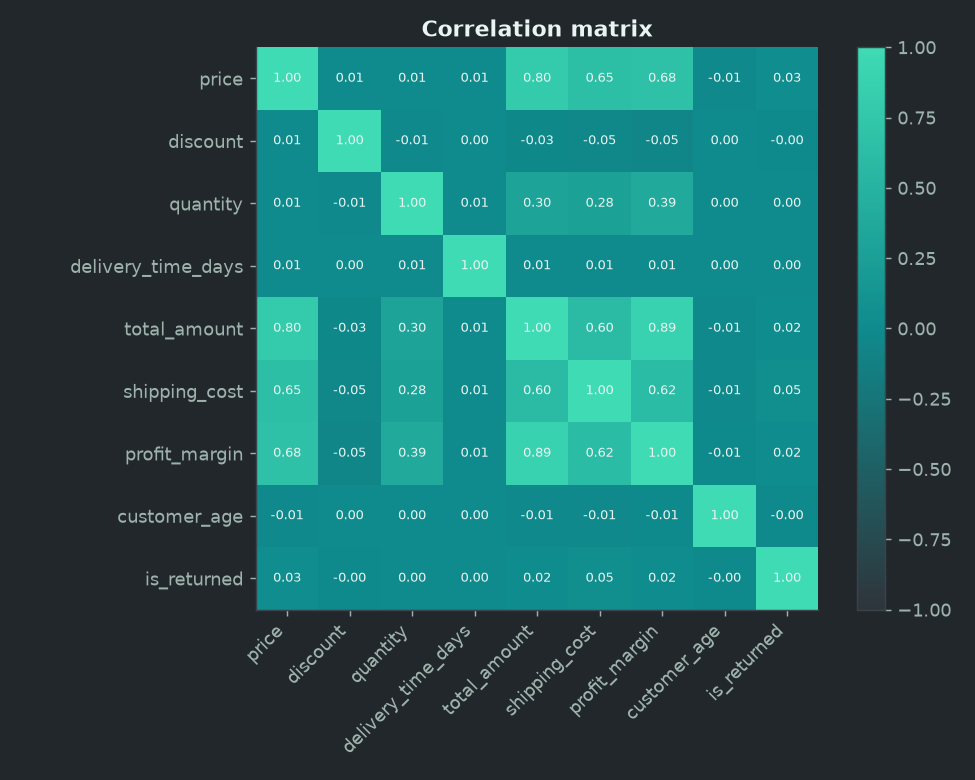 Correlation matrix
price 1.00 0.01 0.01 0.01 0.80 0.65 0.68 -0.01 0.03
discount 0.01 1.00 -0.01 0.00 -0.03 -0.05 -0.05 0.00 -0.00
quantity 0.01 -0.01 1.00 0.01 0.30 0.28 0.39 0.00 0.00
delivery_time_days 0.01 0.00 0.01 1.00 0.01 0.01 0.01 0.00 0.00
total_amount 0.80 -0.03 0.30 0.01 1.00 0.60 0.89 -0.01 0.02
shipping_cost 0.65 -0.05 0.28 0.01 0.60 1.00 0.62 -0.01 0.05
profit_margin 0.68 -0.05 0.39 0.01 0.89 0.62 1.00 -0.01 0.02
customer_age -0.01 0.00 0.00 0.00 -0.01 -0.01 -0.01 1.00 -0.00
is_returned 0.03 -0.00 0.00 0.00 0.02 0.05 0.02 -0.00 1.00
price discount quantity delivery_time_days total_amount shipping_cost profit_margin customer_age is_returned
1.00
0.75
0.50
0.25
0.00
−0.25
−0.50
−0.75
−1.00